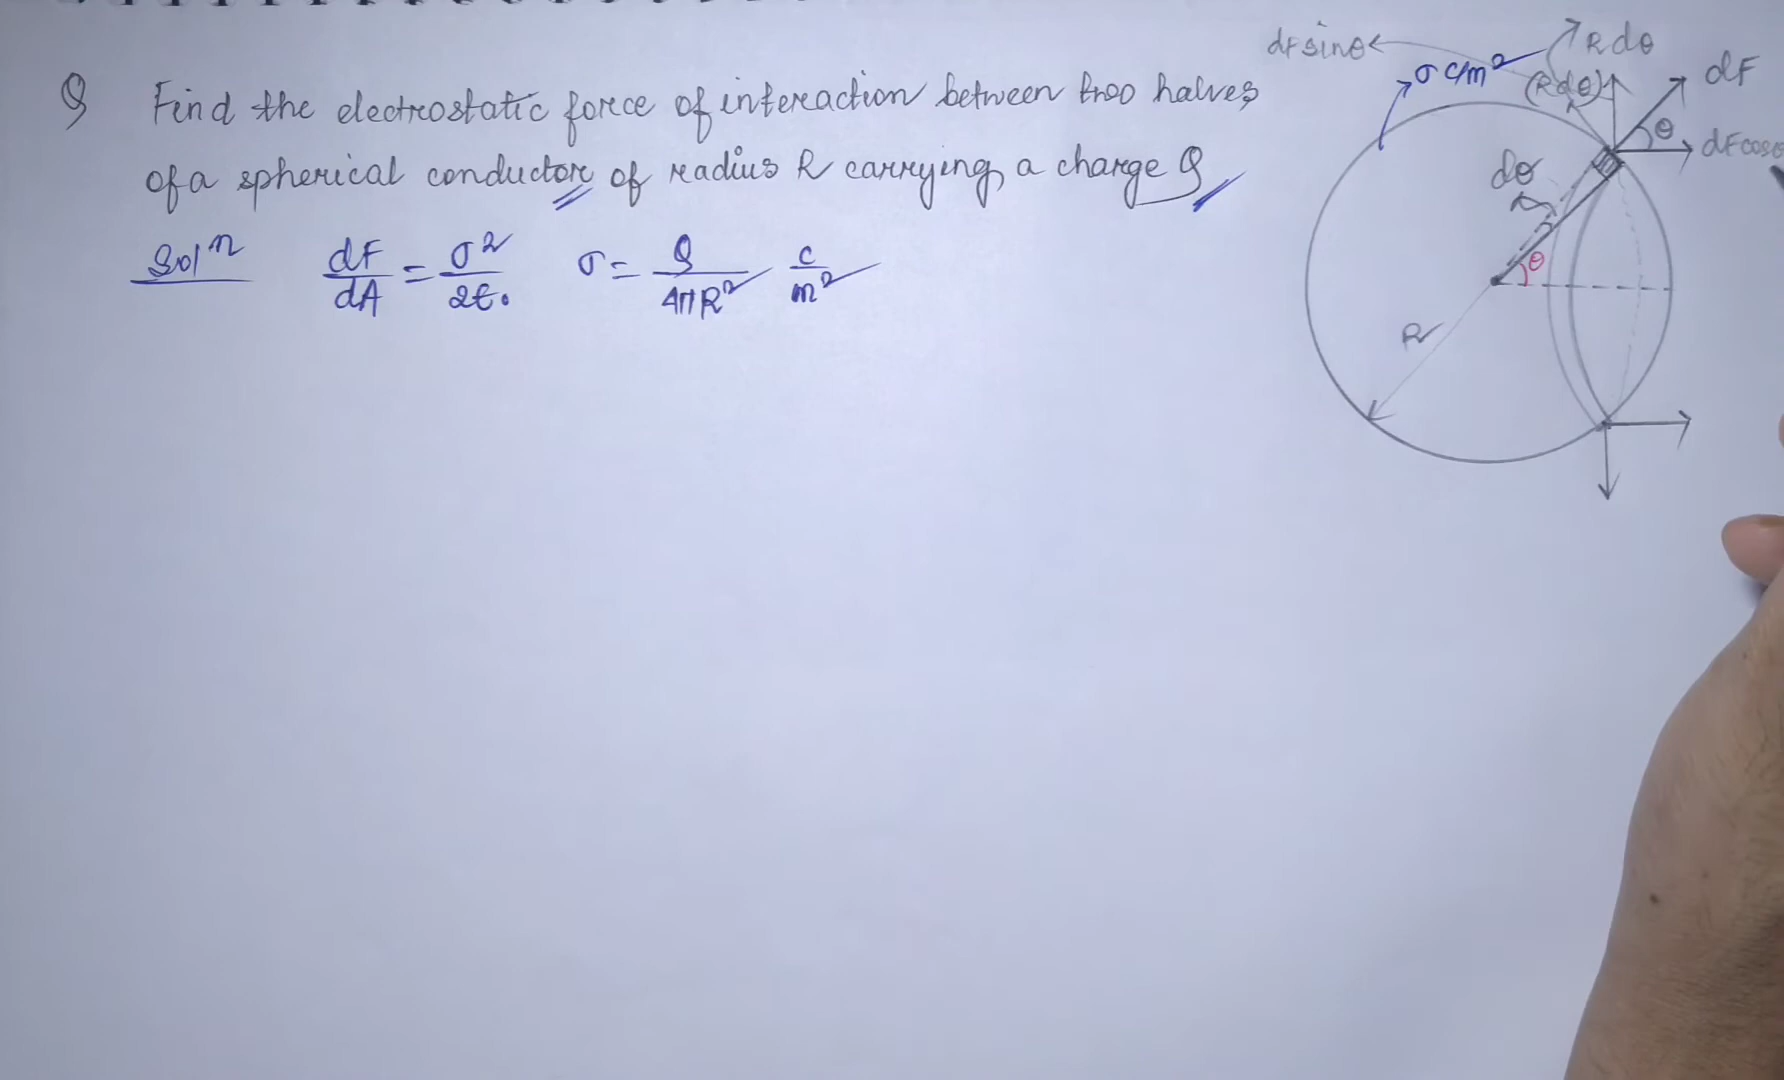 Q Find the electrostatic force of interaction between two halves
of a spherical conductor of radius R carrying a charge Q
Solⁿ dF/dA = σ²/2ε₀ σ = Q/4πR² C/m²
dF sinθ
σ C/m²
R dθ
(R dθ)
dF
θ
dF cosθ
dθ
θ
R